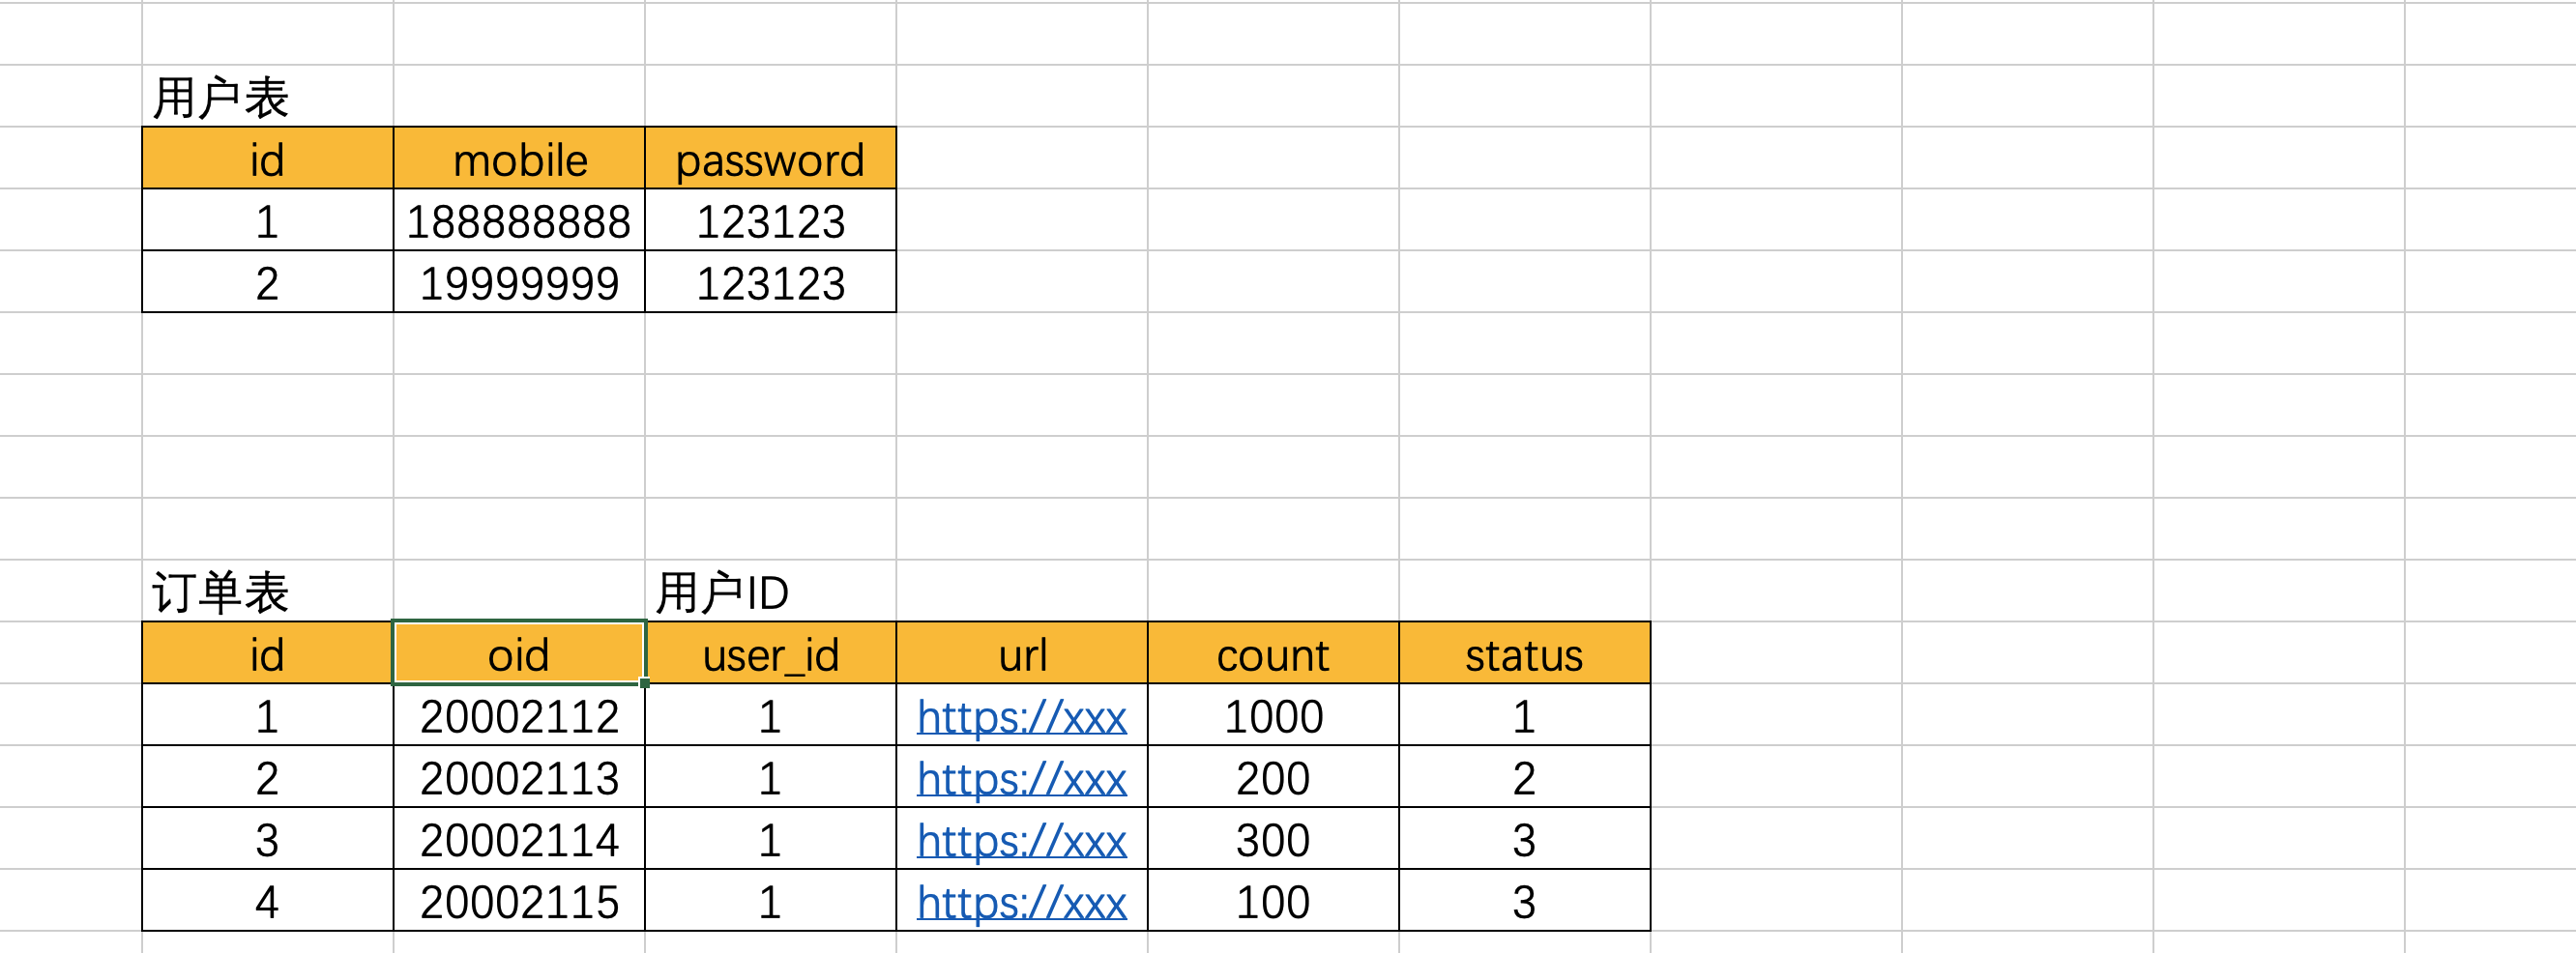 用户表
id mobile password
1 188888888 123123
2 19999999 123123
订单表 用户ID
id oid user_id url count status
1 20002112 1 https://xxx 1000 1
2 20002113 1 https://xxx 200 2
3 20002114 1 https://xxx 300 3
4 20002115 1 https://xxx 100 3